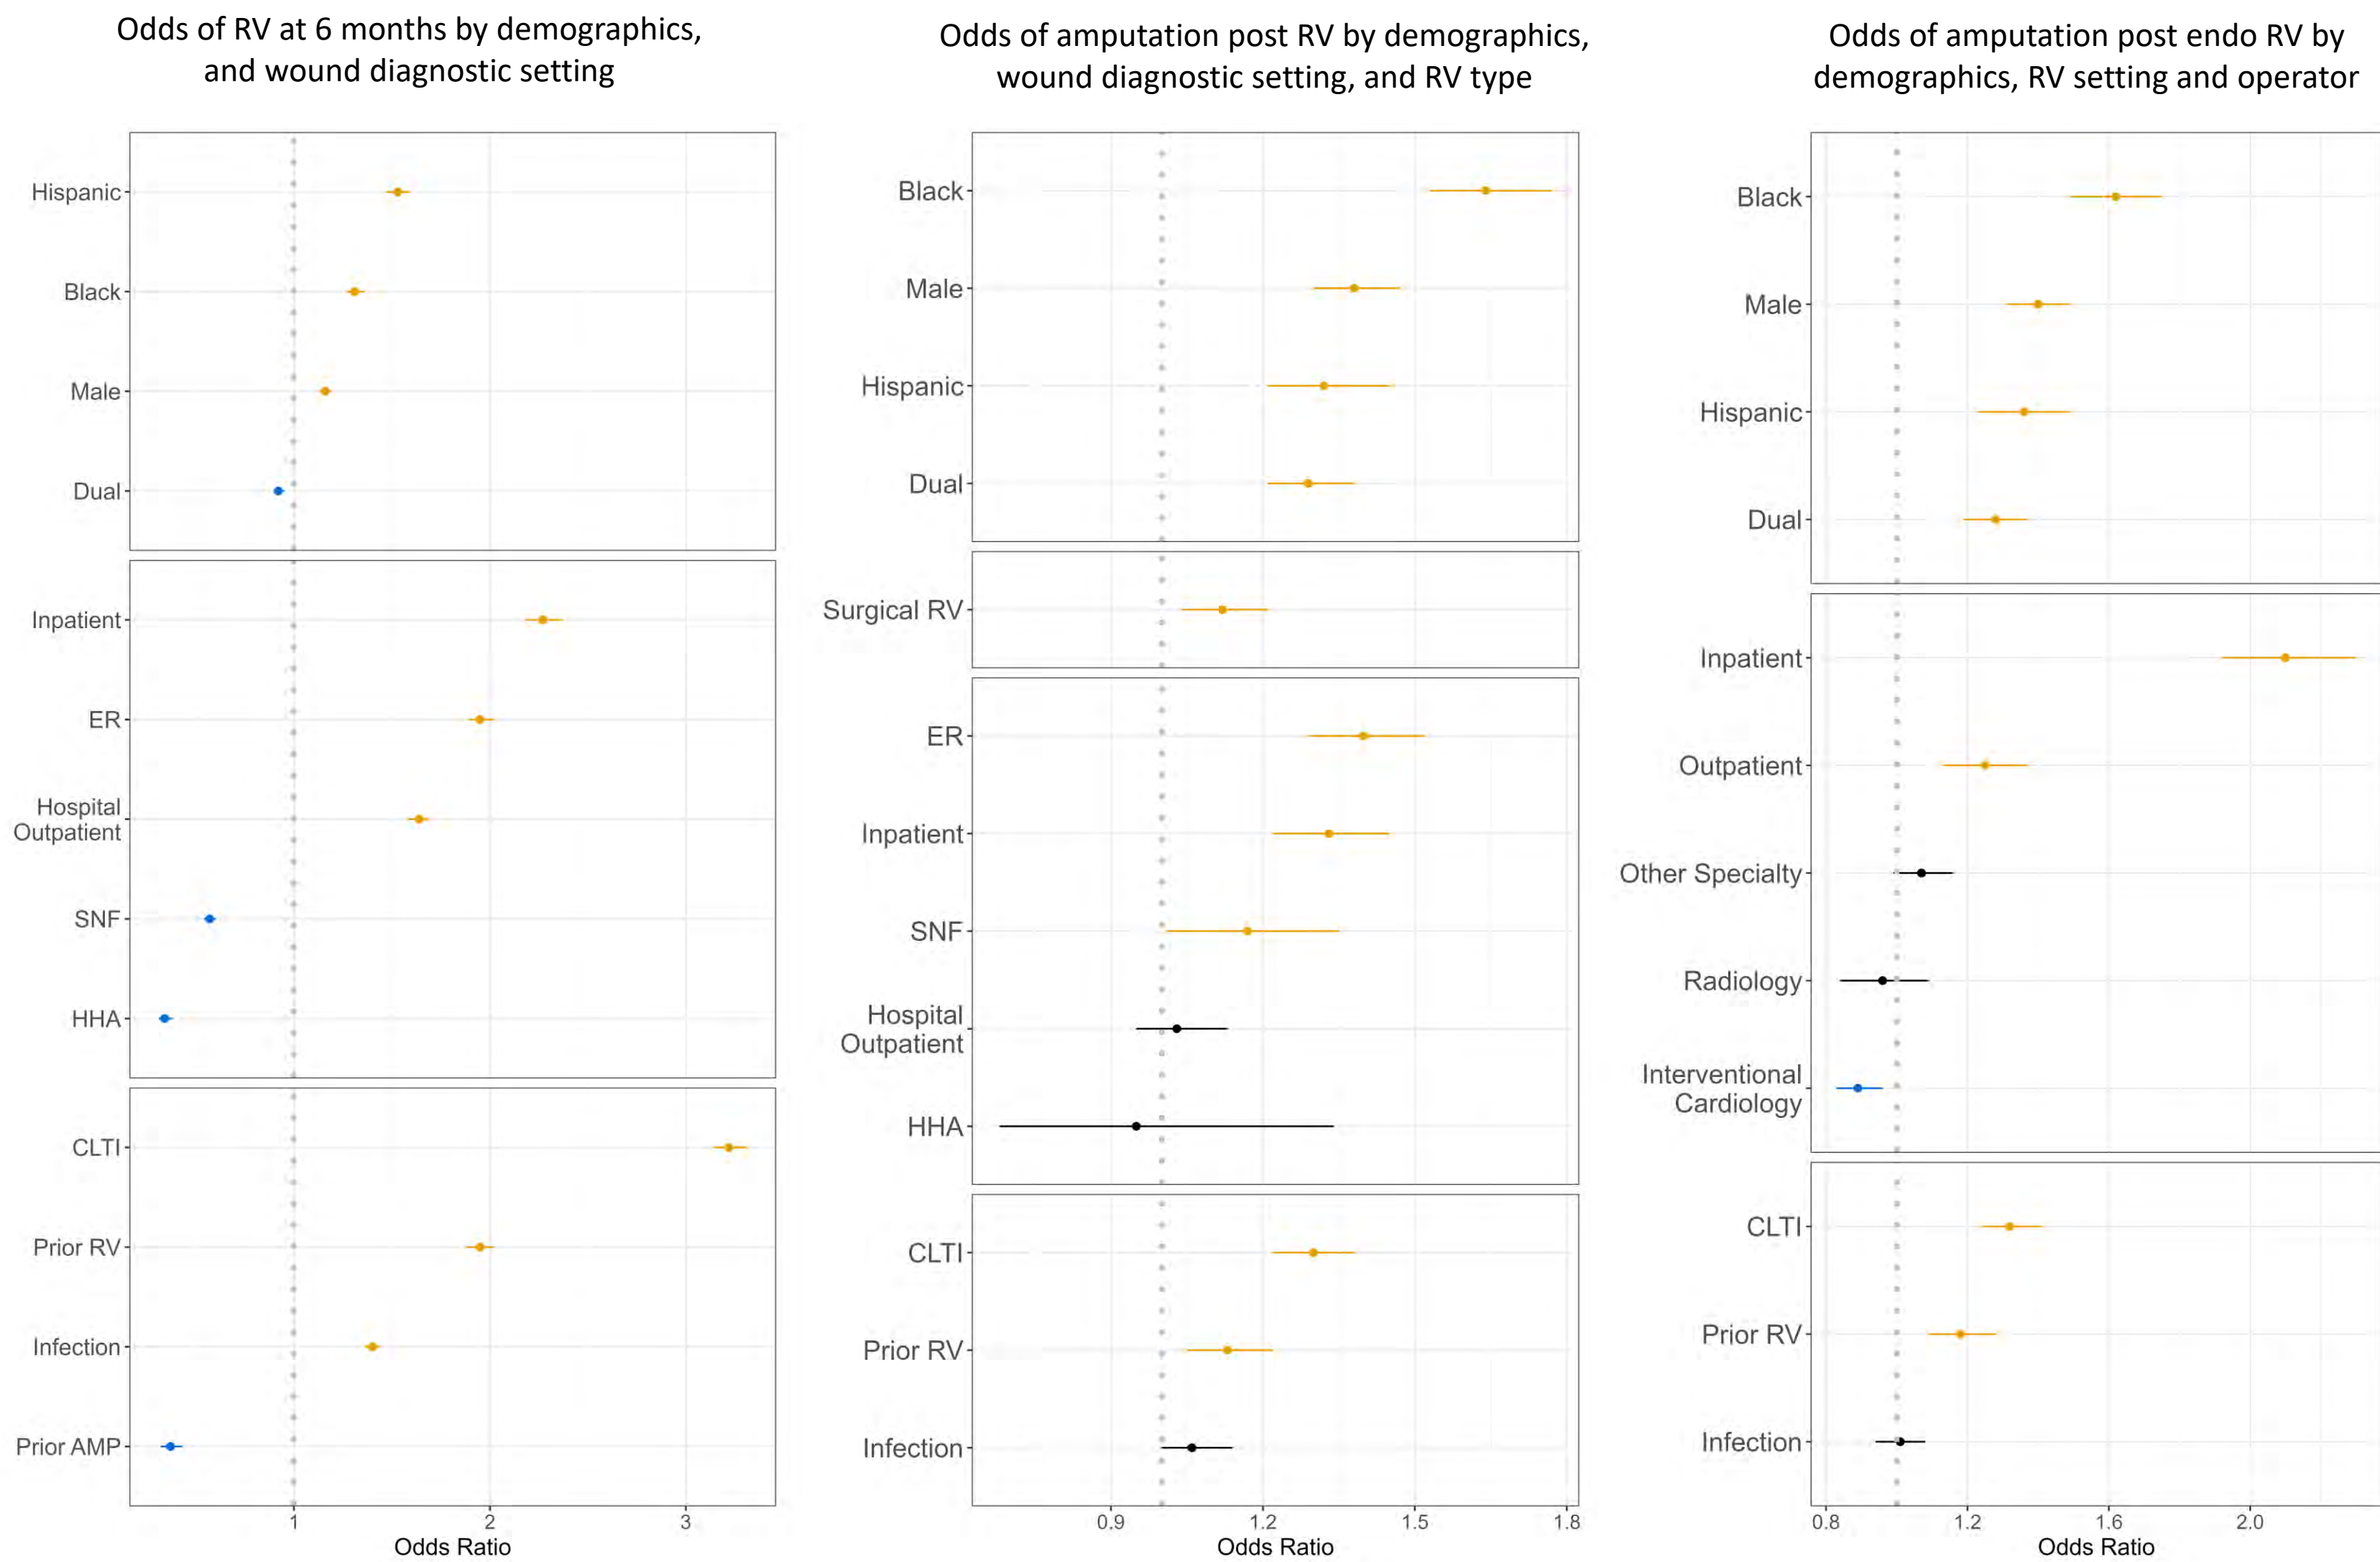 Odds of RV at 6 months by demographics,
and wound diagnostic setting
Hispanic
Black
Male
Dual
Inpatient
ER
Hospital
Outpatient
SNF
HHA
CLTI
Prior RV
Infection
Prior AMP
1 2 3
Odds Ratio
Odds of amputation post RV by demographics,
wound diagnostic setting, and RV type
Black
Male
Hispanic
Dual
Surgical RV
ER
Inpatient
SNF
Hospital
Outpatient
HHA
CLTI
Prior RV
Infection
0.9 1.2 1.5 1.8
Odds Ratio
Odds of amputation post endo RV by
demographics, RV setting and operator
Black
Male
Hispanic
Dual
Inpatient
Outpatient
Other Specialty
Radiology
Interventional
Cardiology
CLTI
Prior RV
Infection
0.8 1.2 1.6 2.0
Odds Ratio